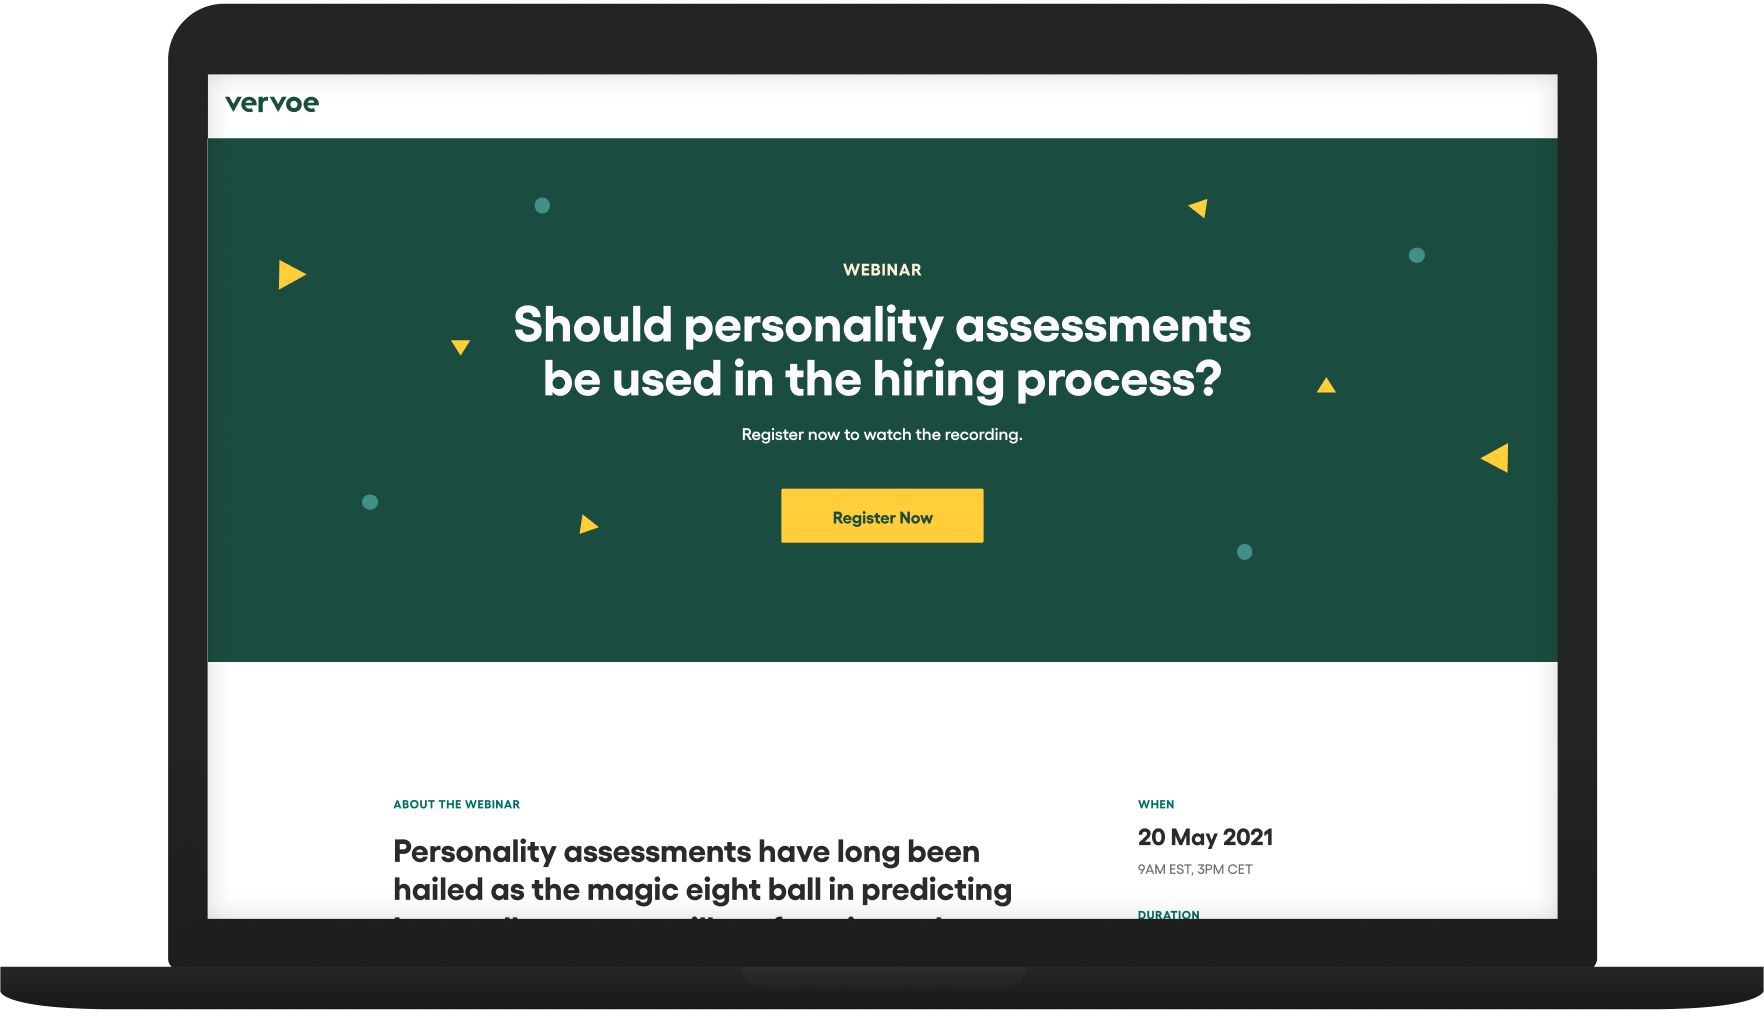 vervoe
WEBINAR
Should personality assessments
be used in the hiring process?
Register now to watch the recording.
Register Now
ABOUT THE WEBINAR
Personality assessments have long been
hailed as the magic eight ball in predicting
WHEN
20 May 2021
9AM EST, 3PM CET
DURATION